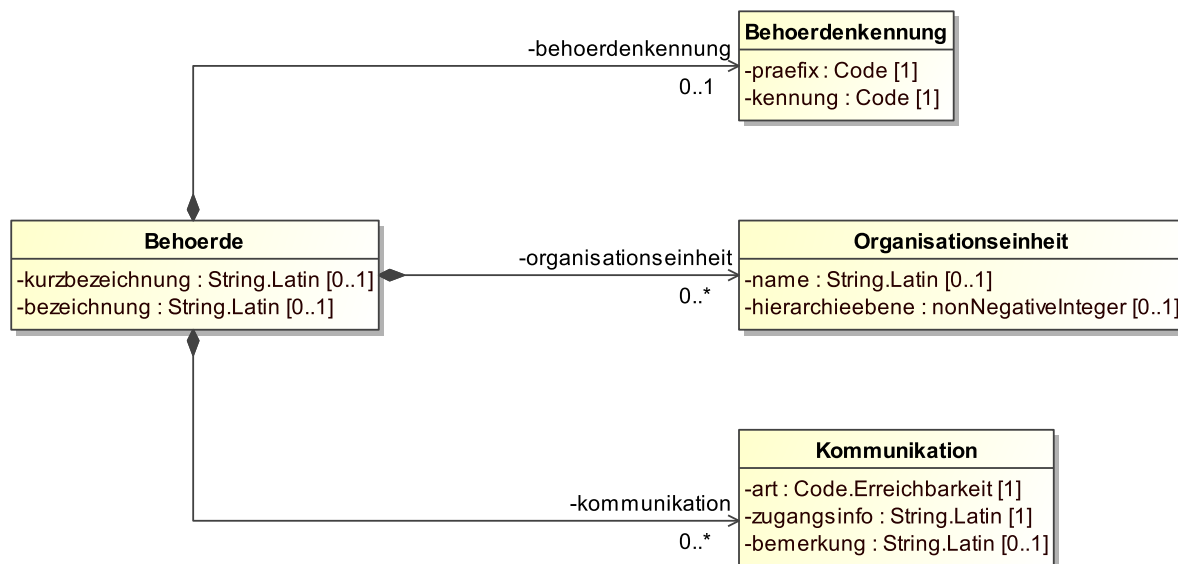 Behoerdenkennung
-praefix : Code [1]
-kennung : Code [1]
-behoerdenkennung
0..1
Behoerde
-kurzbezeichnung : String.Latin [0..1]
-bezeichnung : String.Latin [0..1]
-organisationseinheit
0..*
Organisationseinheit
-name : String.Latin [0..1]
-hierarchieebene : nonNegativeInteger [0..1]
-kommunikation
0..*
Kommunikation
-art : Code.Erreichbarkeit [1]
-zugangsinfo : String.Latin [1]
-bemerkung : String.Latin [0..1]